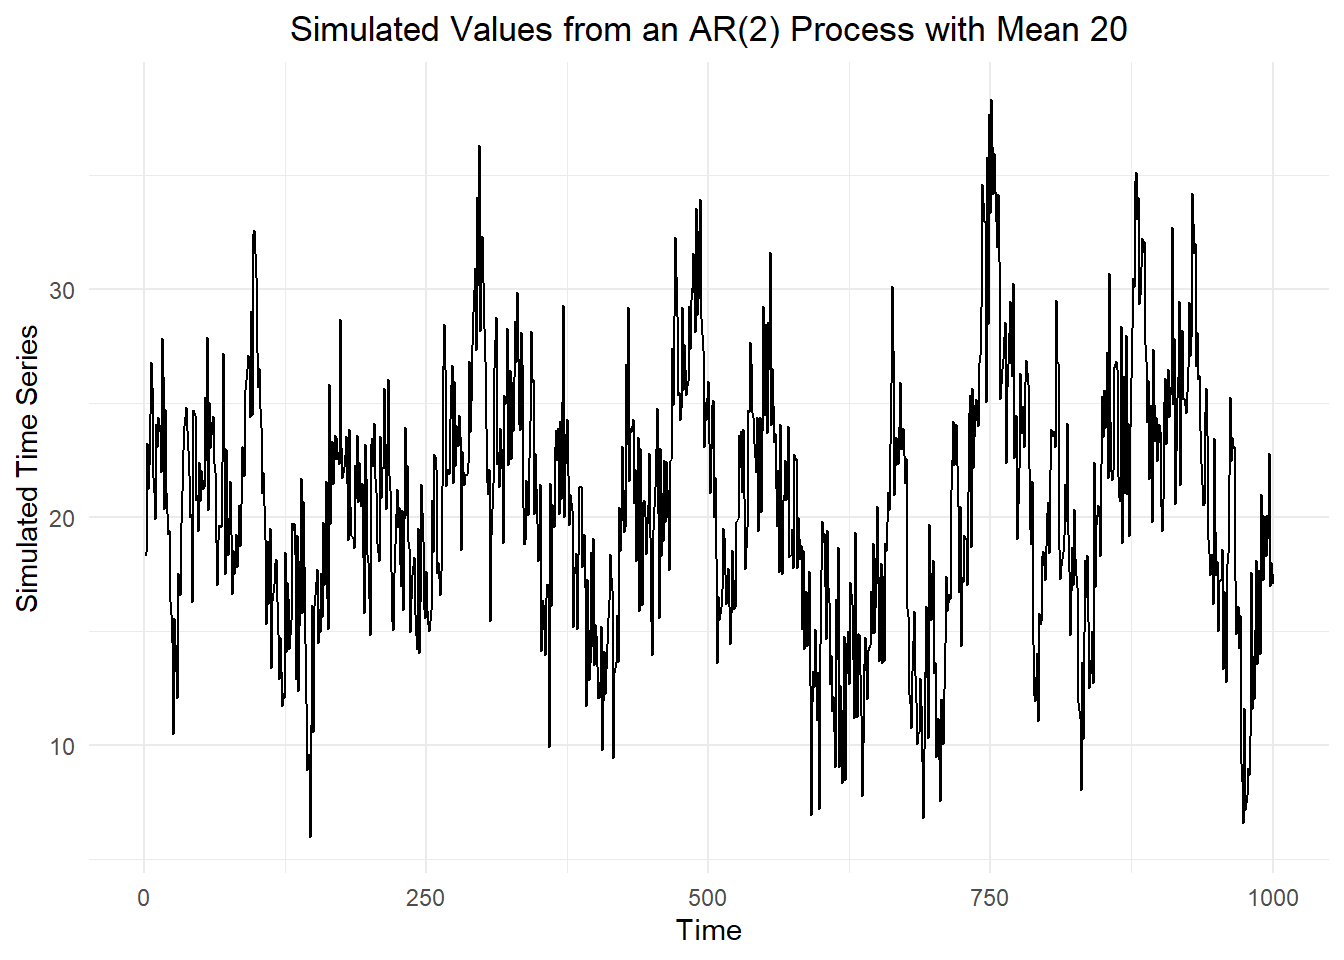 Simulated Values from an AR(2) Process with Mean 20
Simulated Time Series
30
20
10
0 250 500 750 1000
Time